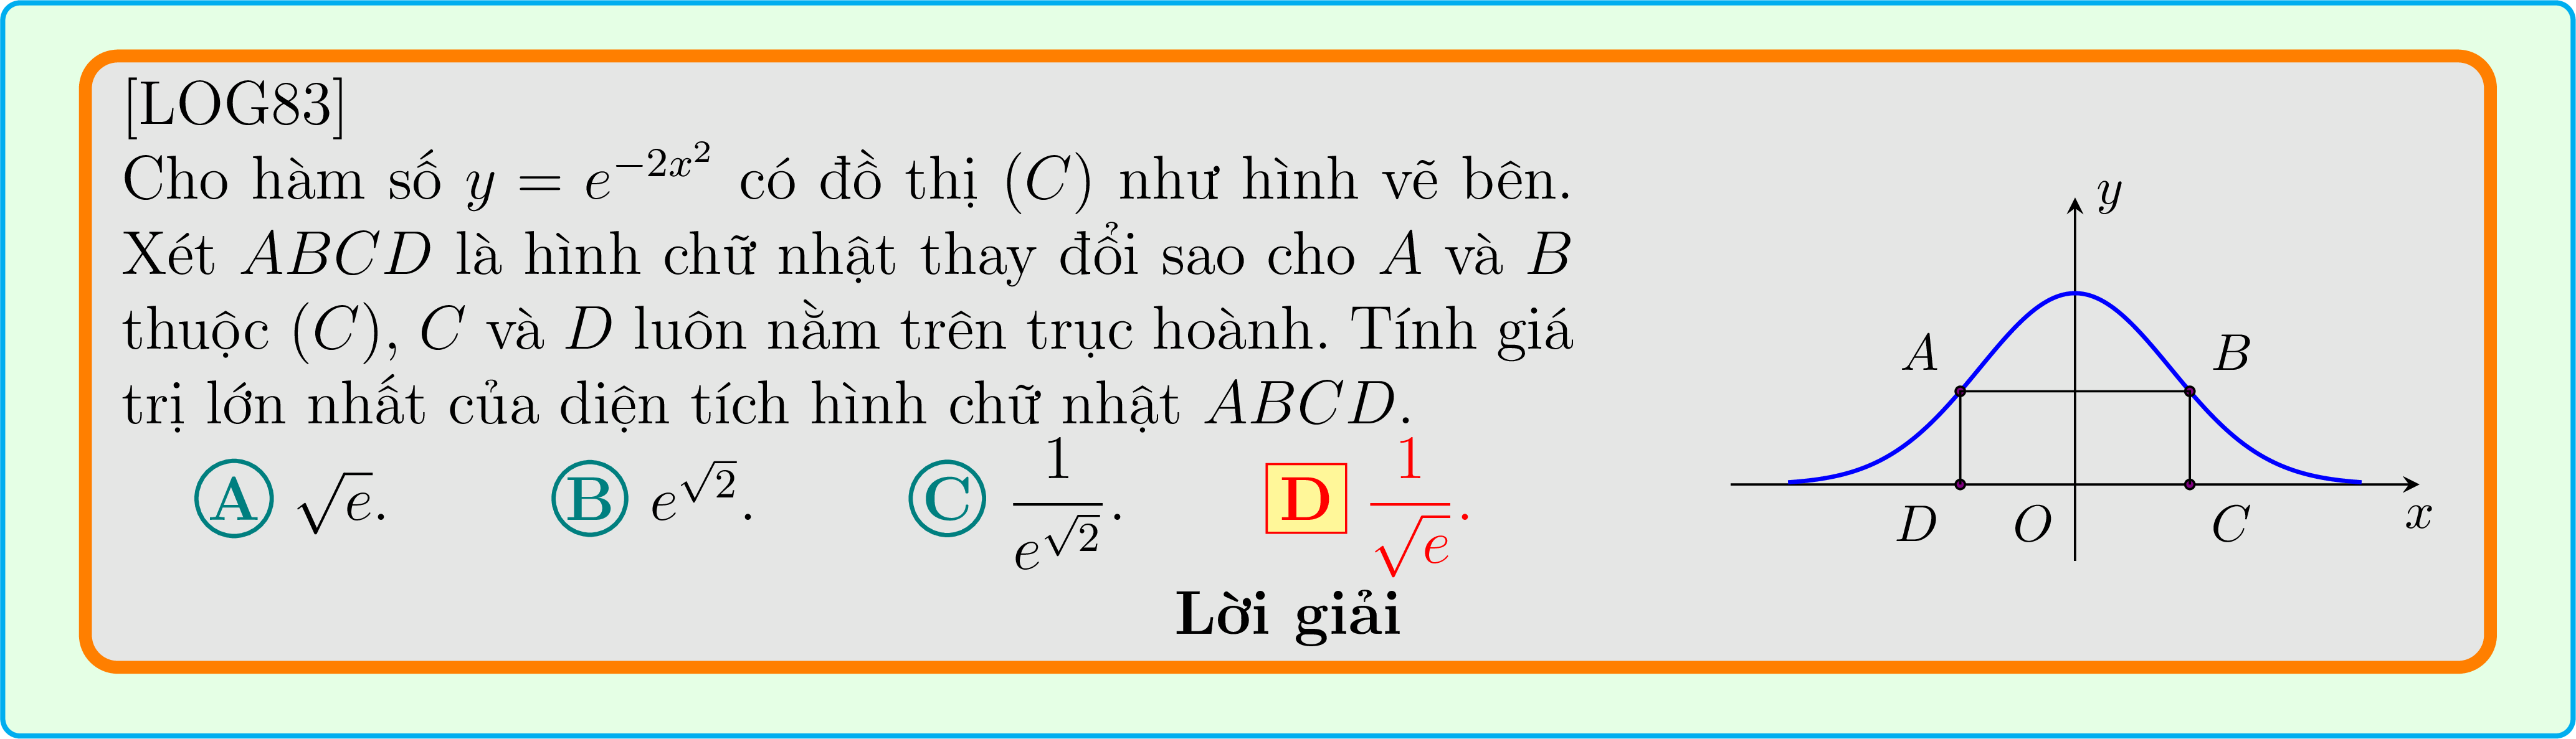 [LOG83]
Cho hàm số $y = e^{-2x^2}$ có đồ thị $(C)$ như hình vẽ bên.
Xét $ABCD$ là hình chữ nhật thay đổi sao cho $A$ và $B$
thuộc $(C)$, $C$ và $D$ luôn nằm trên trục hoành. Tính giá
trị lớn nhất của diện tích hình chữ nhật $ABCD$.
A $\sqrt{e}$. B $e^{\sqrt{2}}$. C $\frac{1}{e^{\sqrt{2}}}$. D $\frac{1}{\sqrt{e}}$.
Lời giải
y
A B
D O C x